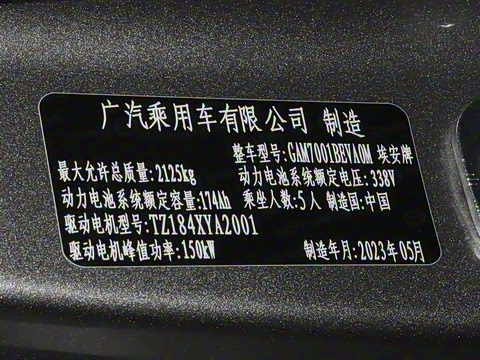 广汽乘用车有限公司 制造
整车型号:GAM7001BEVA0M 埃安牌
最大允许总质量:2125kg 动力电池系统额定电压:338V
动力电池系统额定容量:174Ah 乘坐人数:5人 制造国:中国
驱动电机型号:TZ184XYA2001
驱动电机峰值功率:150kW 制造年月:2023年05月